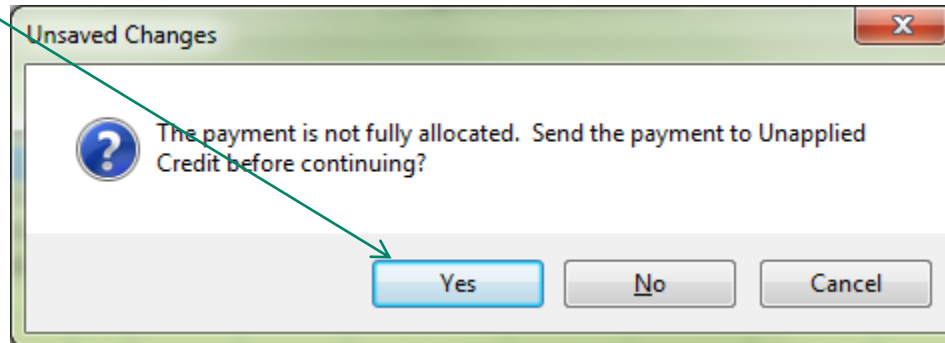 Unsaved Changes
The payment is not fully allocated.  Send the payment to Unapplied
Credit before continuing?
Yes
No
Cancel